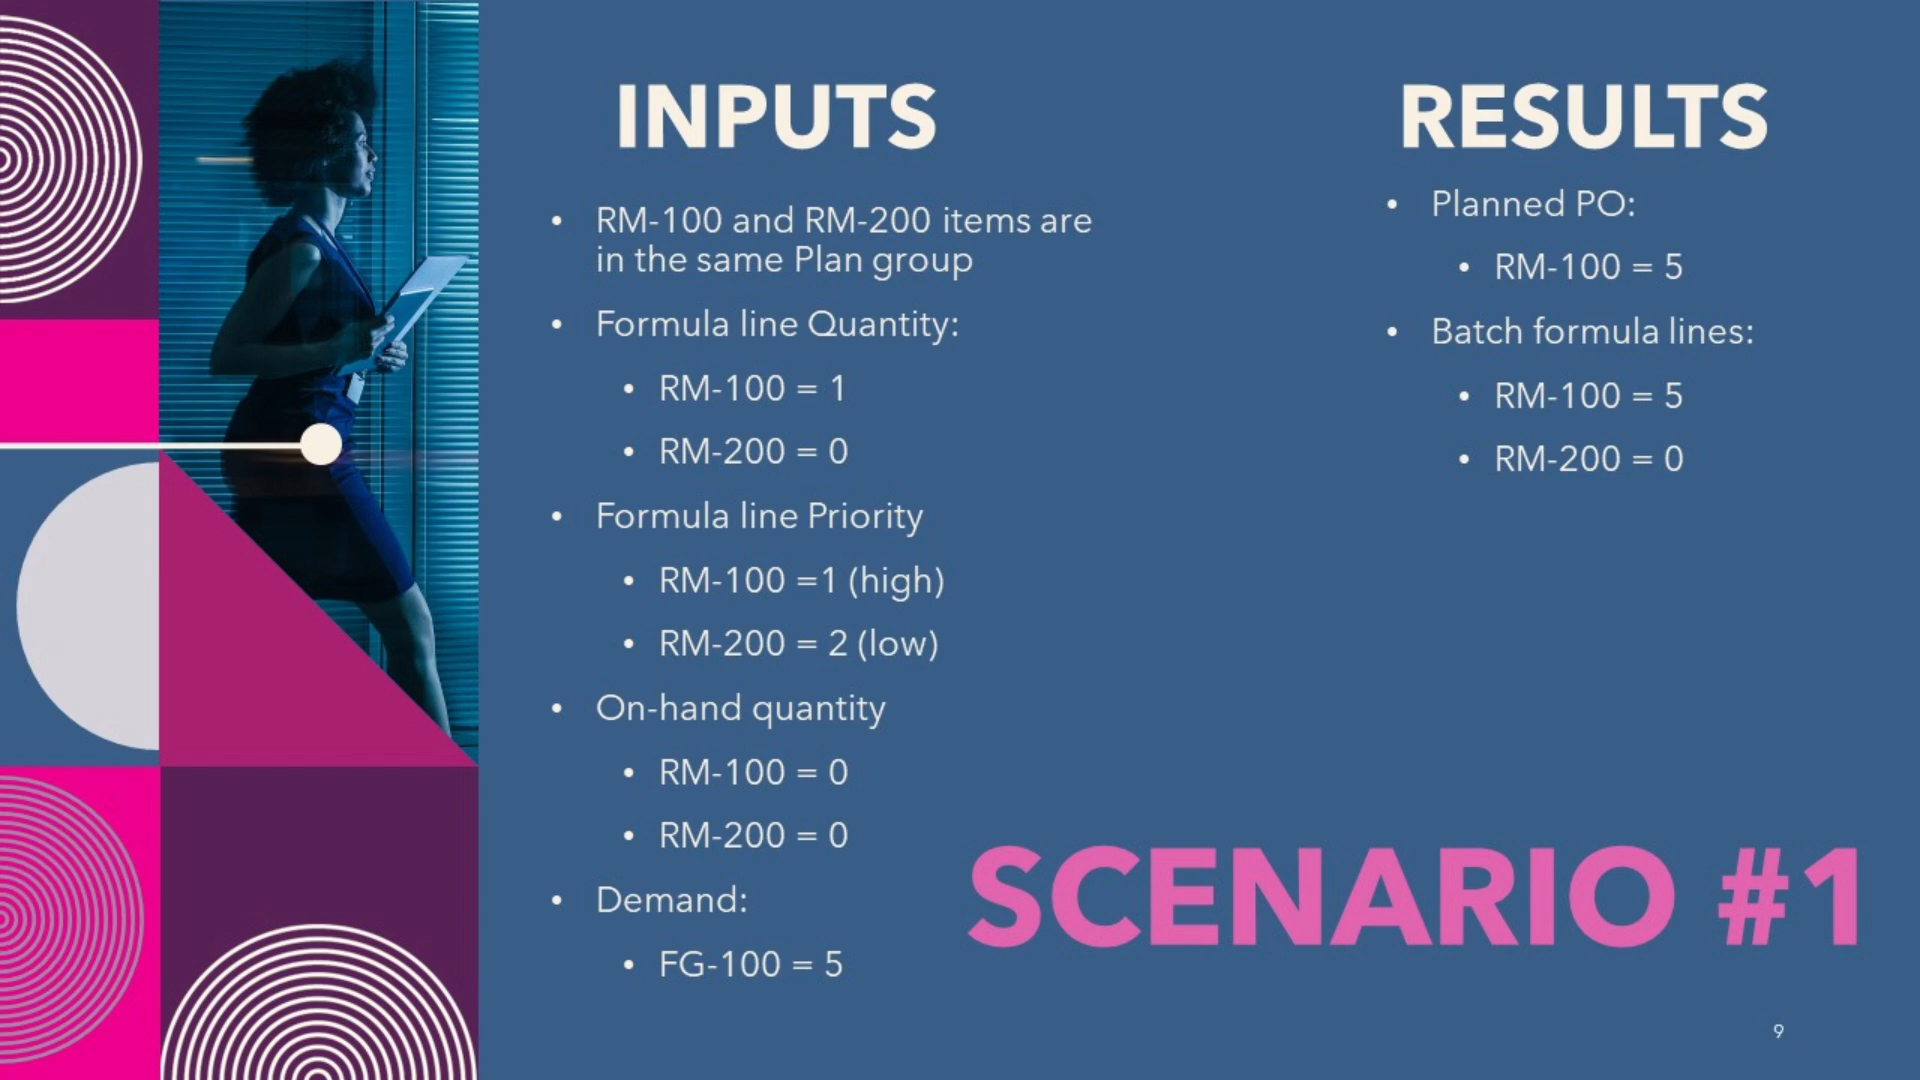 INPUTS
• RM-100 and RM-200 items are
in the same Plan group
• Formula line Quantity:
• RM-100 = 1
• RM-200 = 0
• Formula line Priority
• RM-100 =1 (high)
• RM-200 = 2 (low)
• On-hand quantity
• RM-100 = 0
• RM-200 = 0
• Demand:
• FG-100 = 5
RESULTS
• Planned PO:
• RM-100 = 5
• Batch formula lines:
• RM-100 = 5
• RM-200 = 0
SCENARIO #1
9